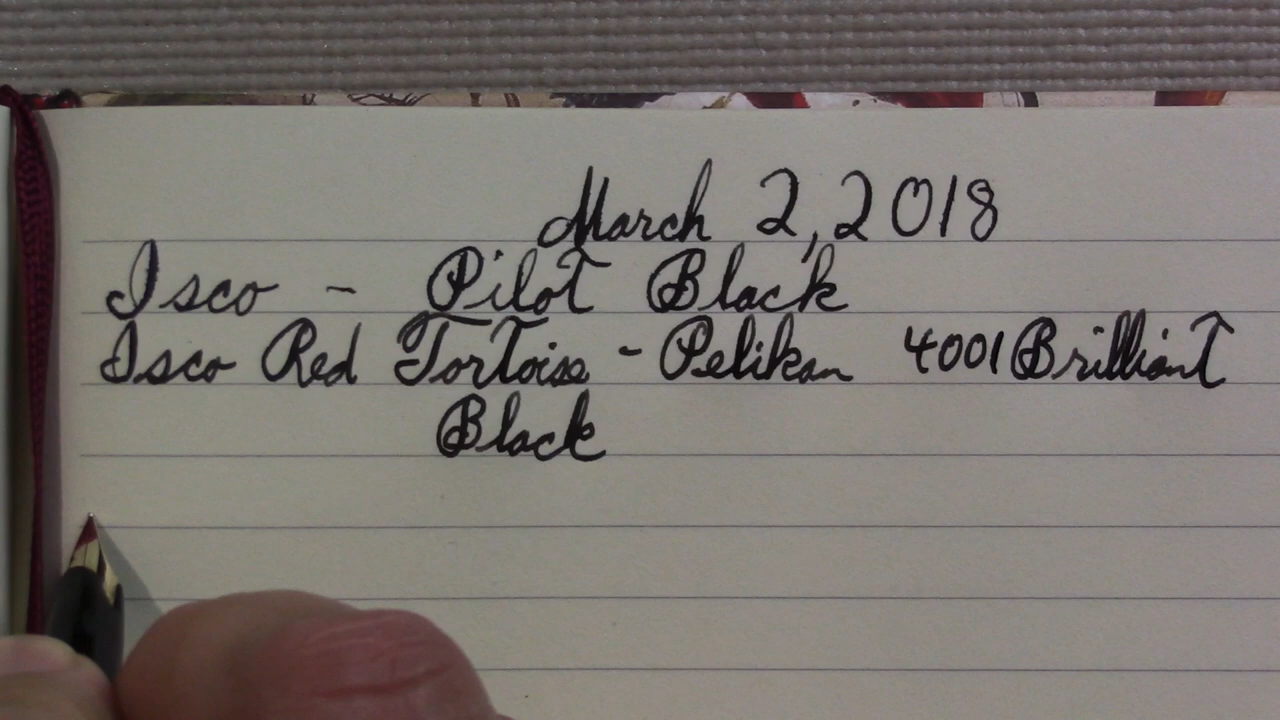 March 2, 2018
Isco - Pilot Black
Isco Red Tortoise - Pelikan 4001 Brilliant
Black